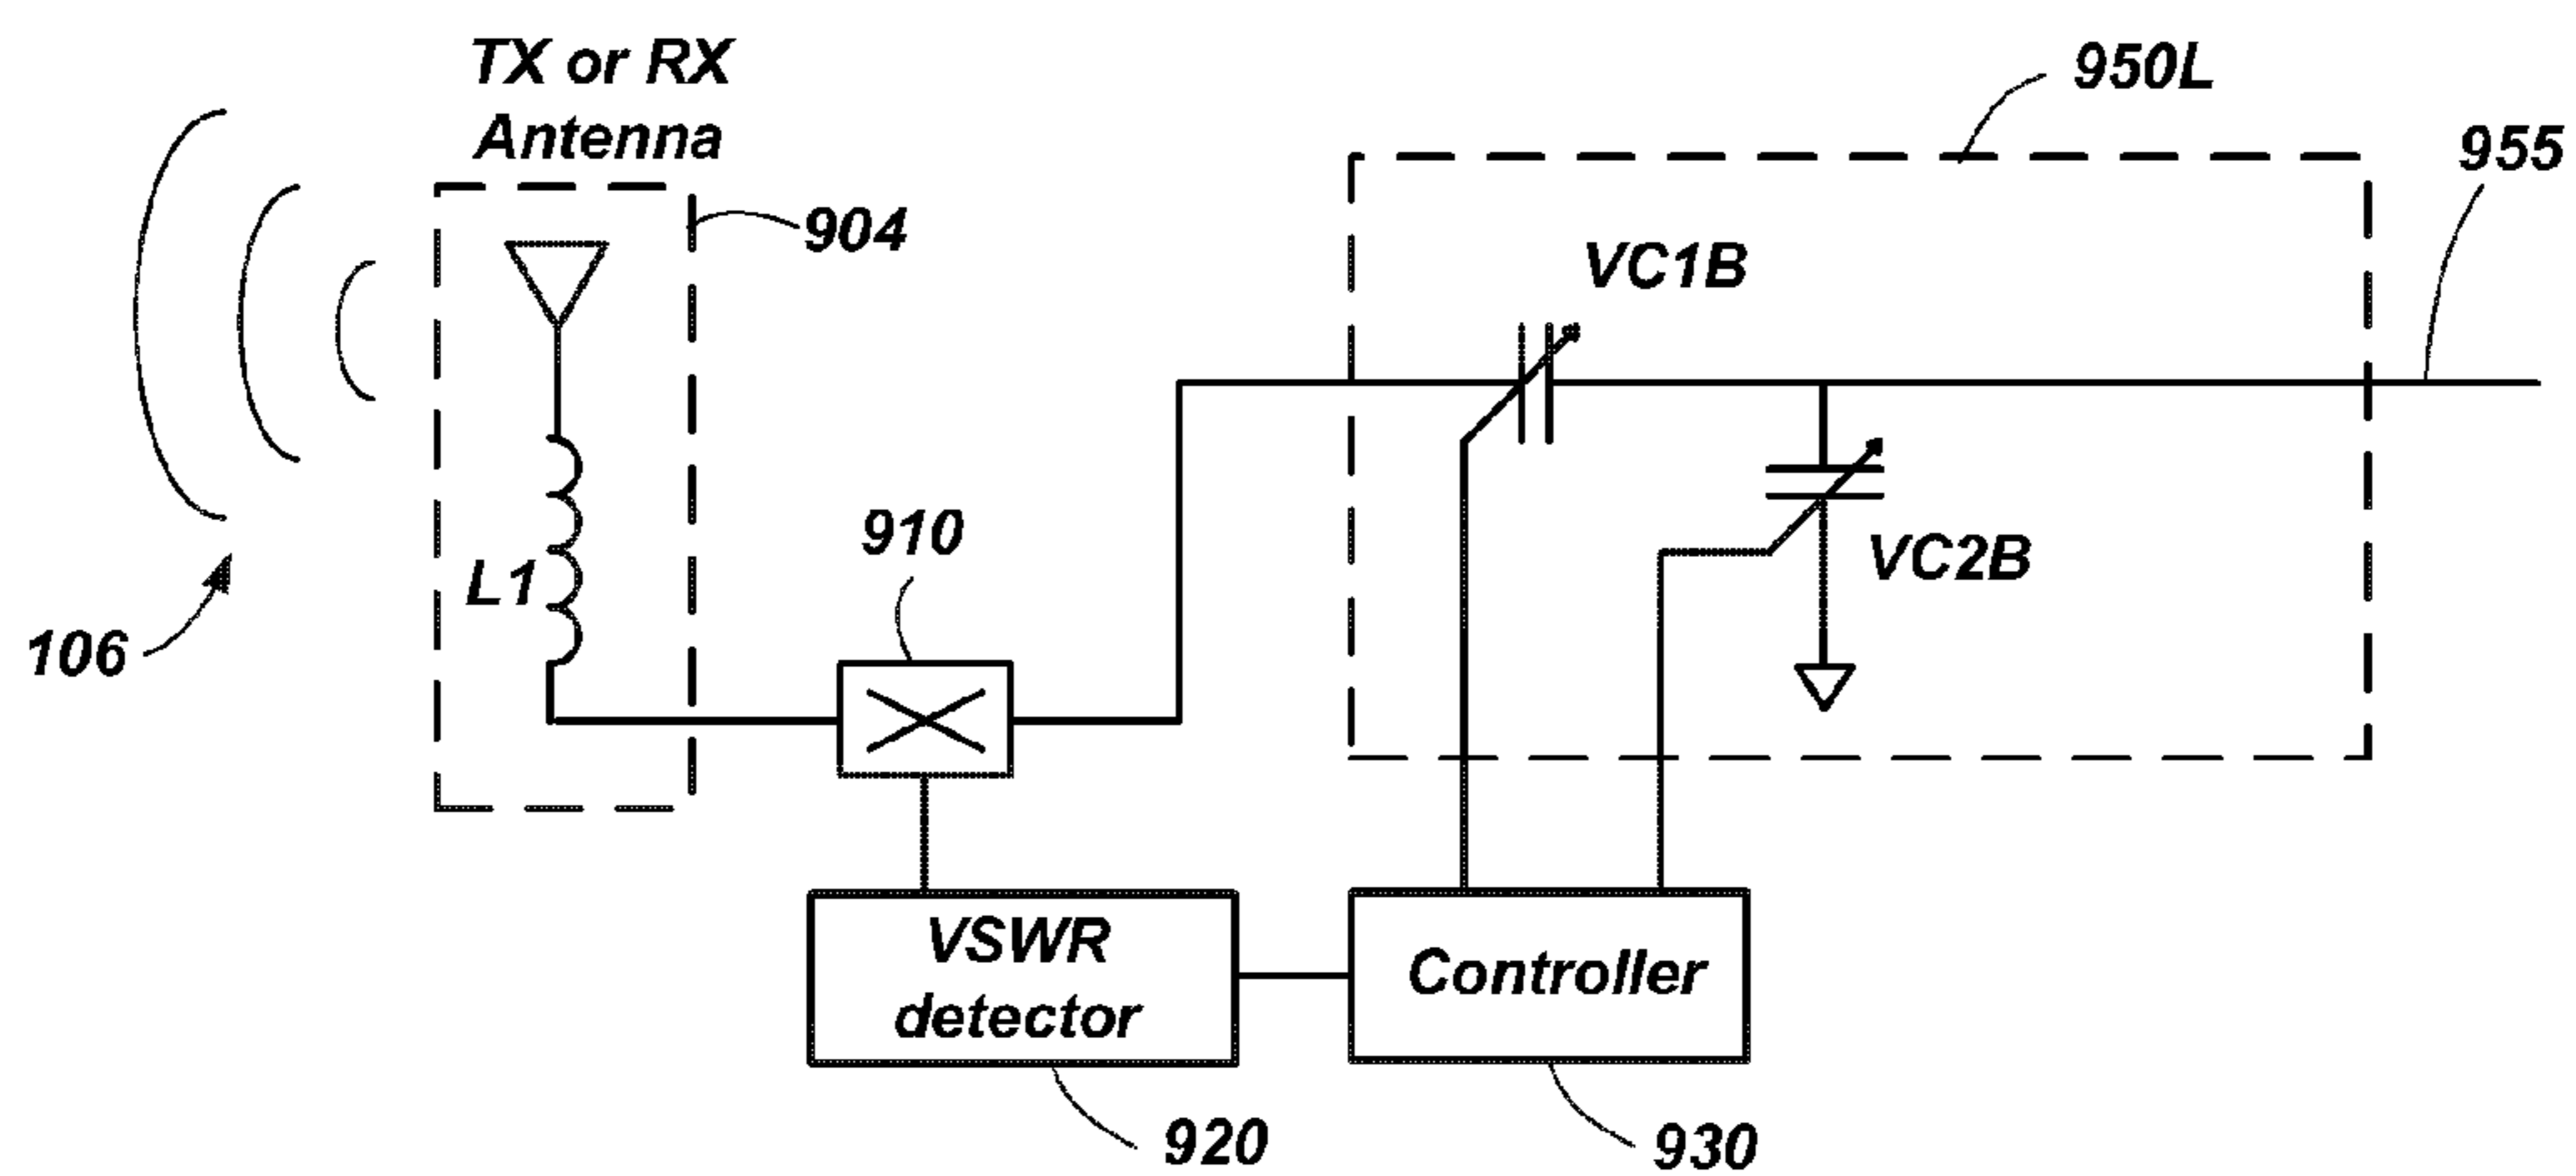 TX or RX
Antenna
950L
955
904
VC1B
910
VC2B
L1
106
VSWR
detector
Controller
920
930